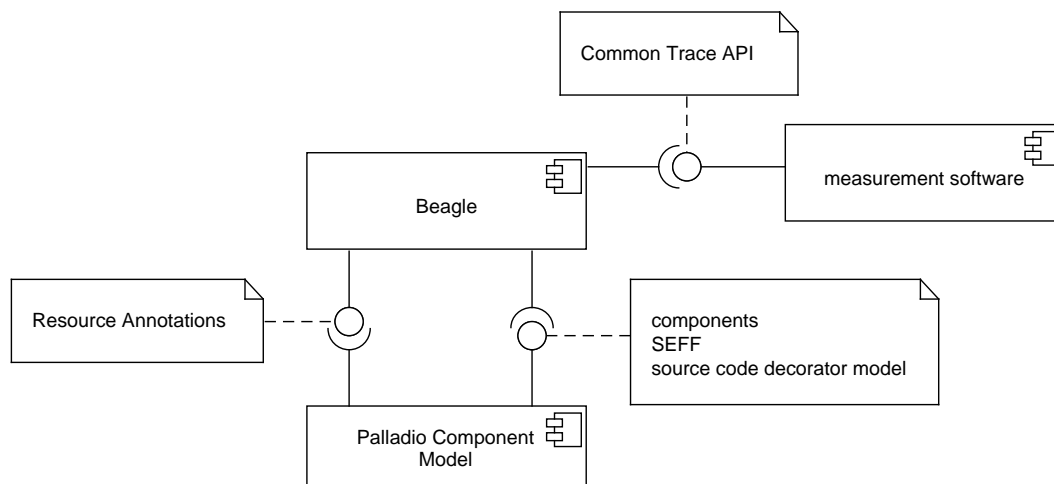 Common Trace API
measurement software
Beagle
Resource Annotations
components
SEFF
source code decorator model
Palladio Component
Model